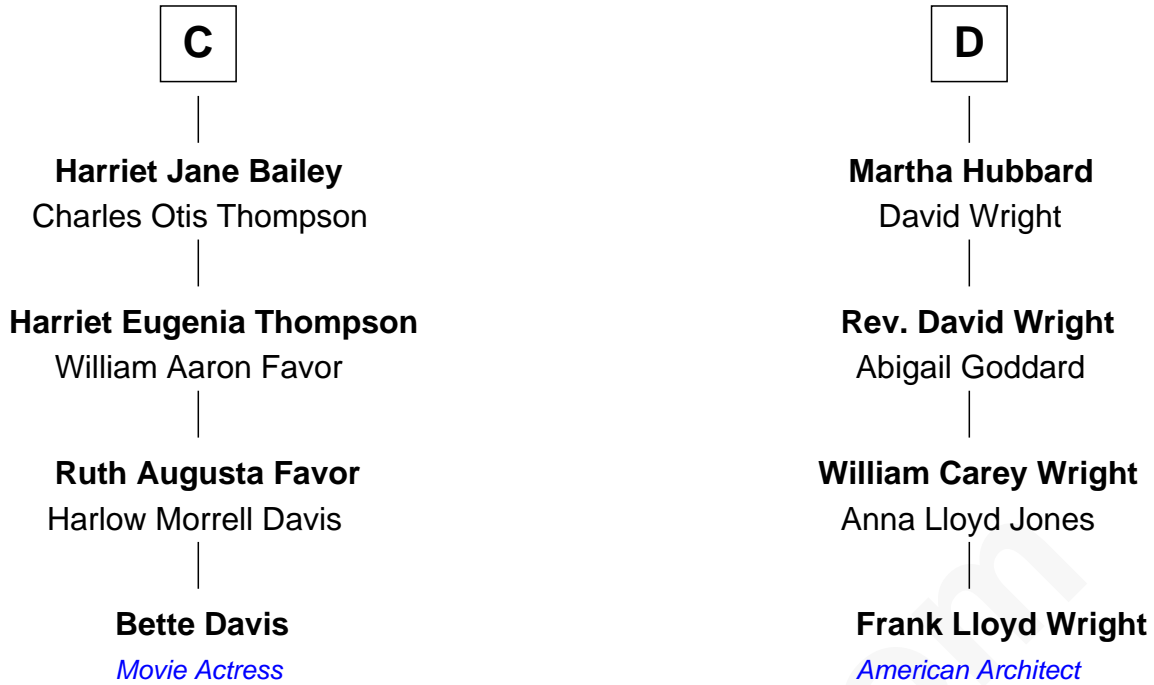 C
Harriet Jane Bailey
Charles Otis Thompson
Harriet Eugenia Thompson
William Aaron Favor
Ruth Augusta Favor
Harlow Morrell Davis
Bette Davis
Movie Actress
D
Martha Hubbard
David Wright
Rev. David Wright
Abigail Goddard
William Carey Wright
Anna Lloyd Jones
Frank Lloyd Wright
American Architect